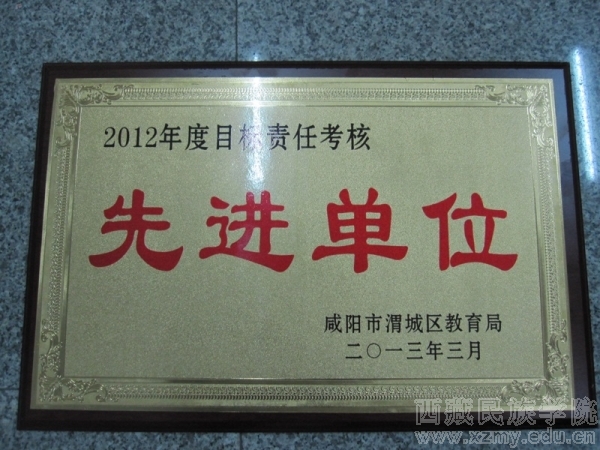 2012年度目标责任考核
先进单位
咸阳市渭城区教育局
二〇一三年三月
西藏民族学院
www.xzmy.edu.cn